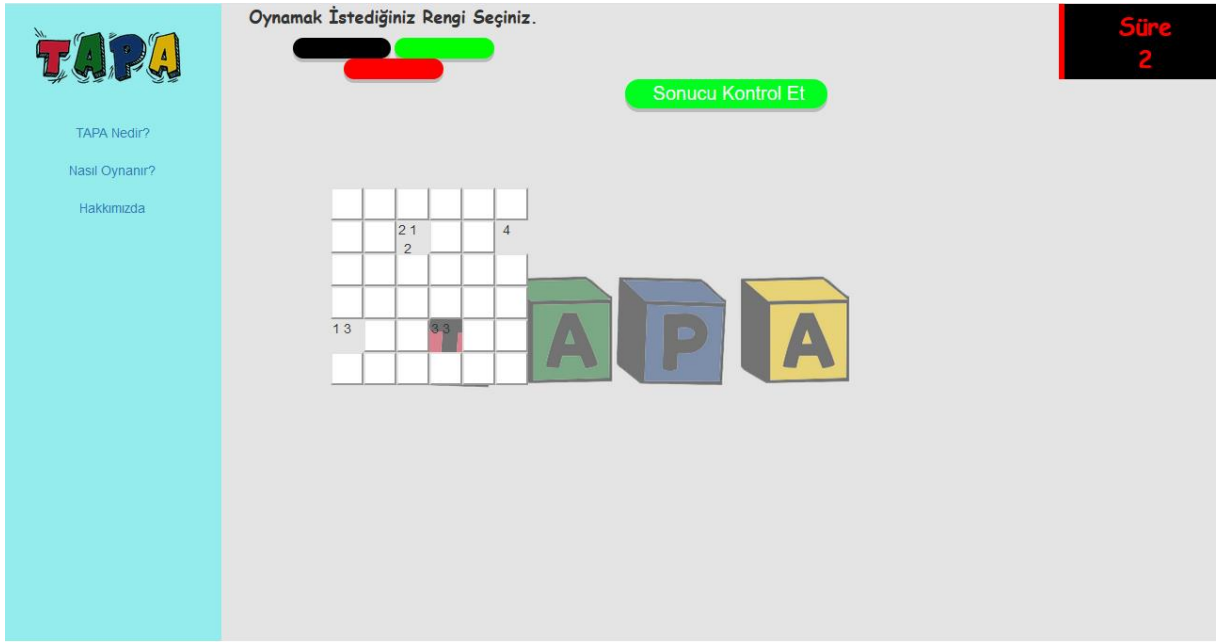 TAPA
TAPA Nedir?
Nasıl Oynanır?
Hakkımızda
Oynamak İstediğiniz Rengi Seçiniz.
Sonucu Kontrol Et
Süre
2
2 1
2
4
1 3
3 3
T A P A